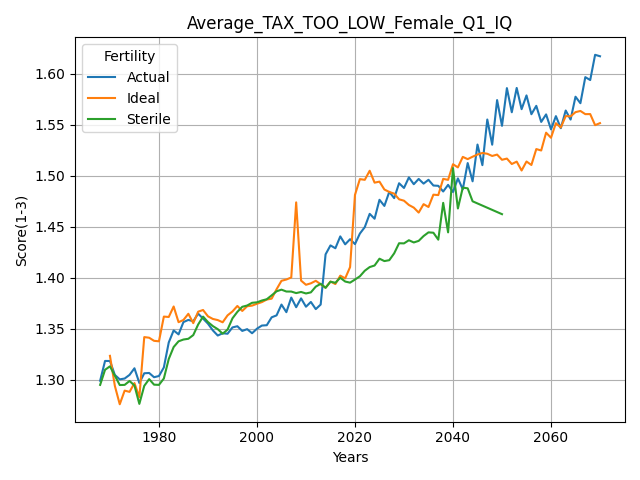 Average_TAX_TOO_LOW_Female_Q1_IQ
Fertility
Actual
Ideal
Sterile
Score(1-3)
1.60
1.55
1.50
1.45
1.40
1.35
1.30
1980
2000
2020
2040
2060
Years